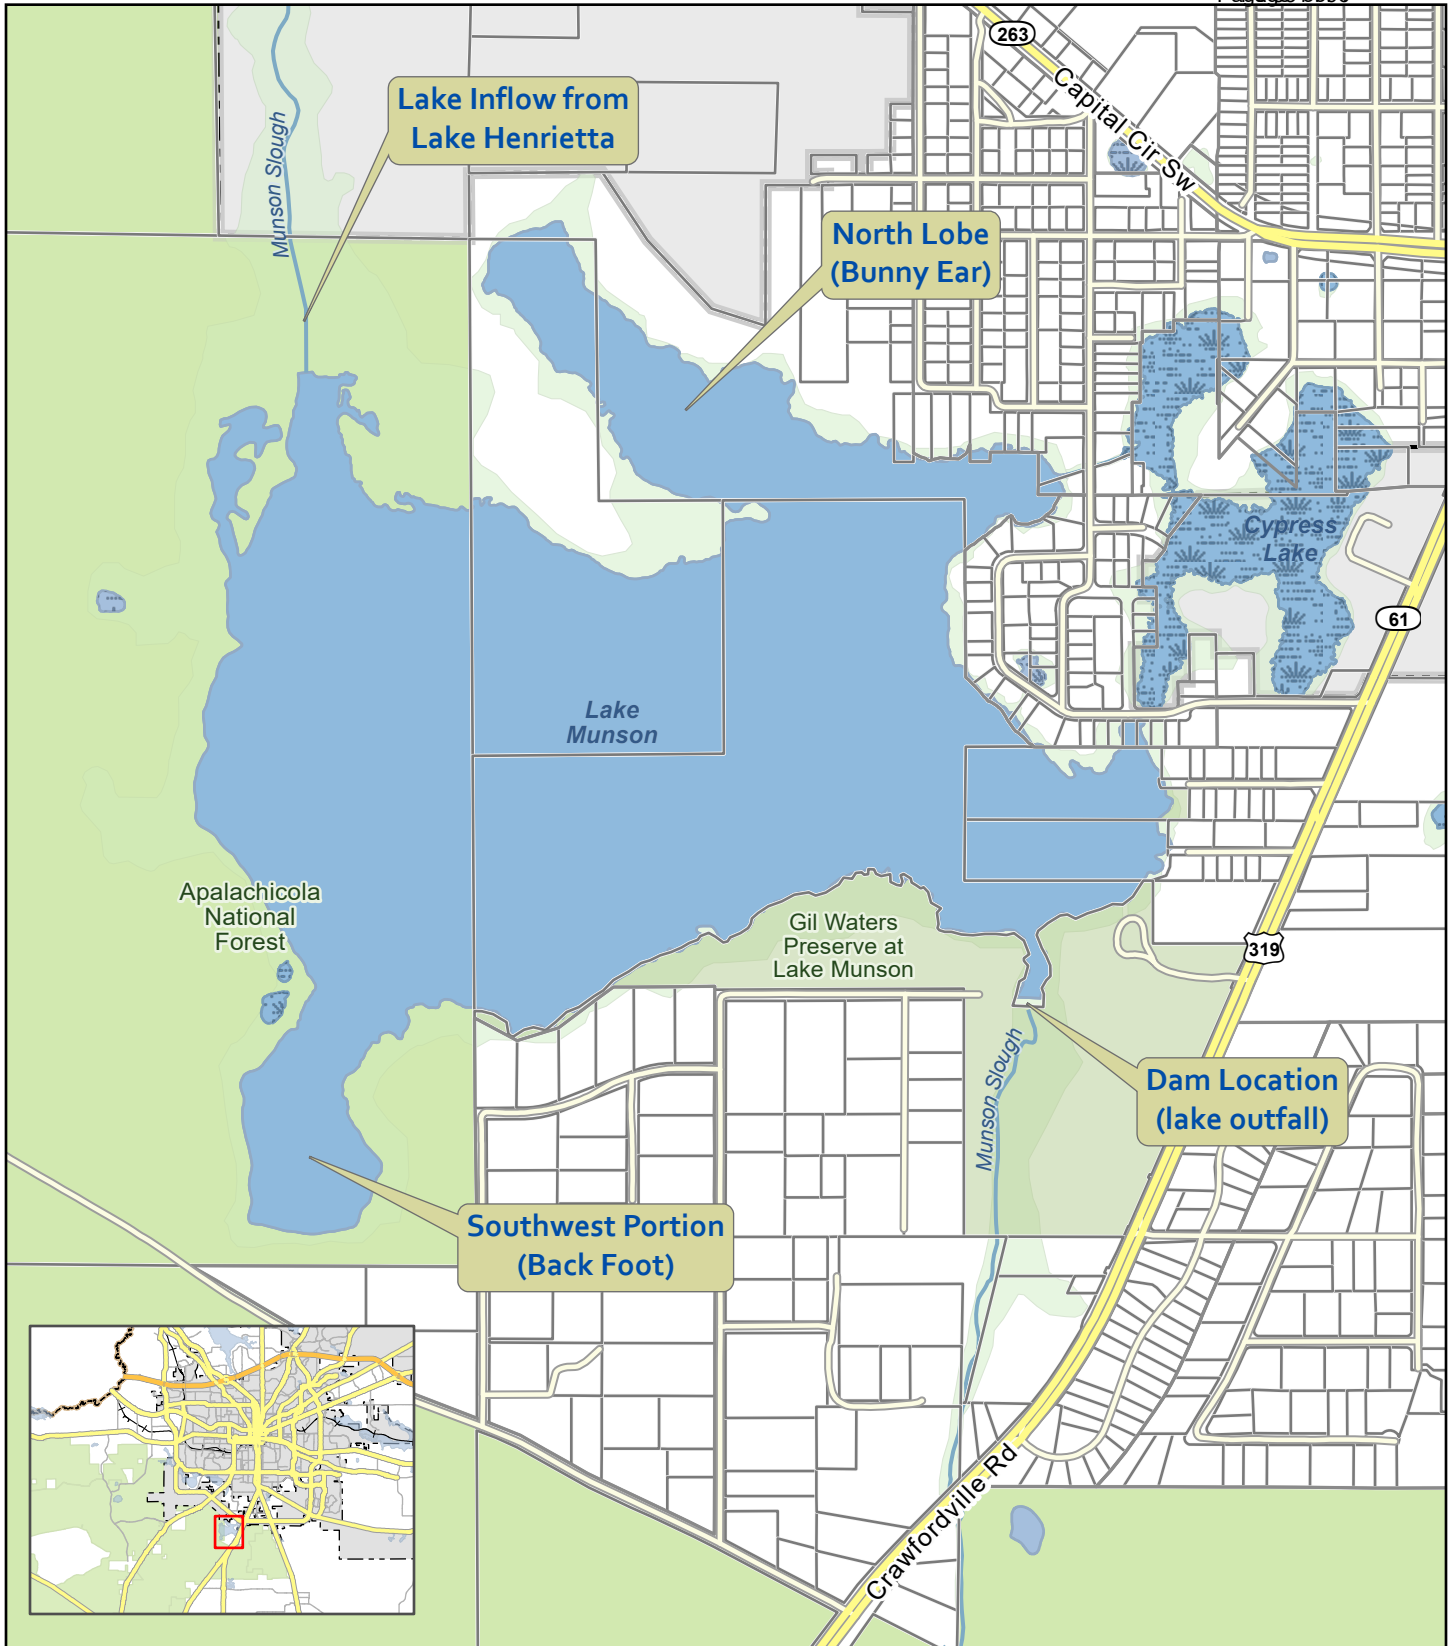 263
Capital Cir Sw
Lake Inflow from
Lake Henrietta
Munson Slough
North Lobe
(Bunny Ear)
Cypress
Lake
61
Lake
Munson
Apalachicola
National
Forest
Gil Waters
Preserve at
Lake Munson
319
Munson Slough
Dam Location
(lake outfall)
Southwest Portion
(Back Foot)
Crawfordville Rd